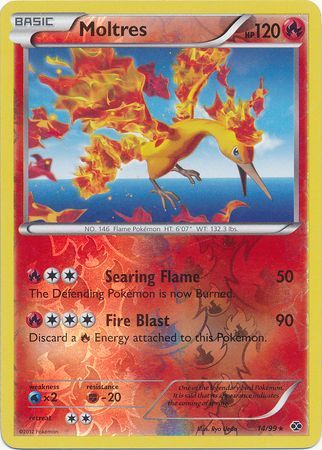 BASIC
Moltres
HP120
NO. 146 Flame Pokémon HT: 6'07" WT: 132.3 lbs.
Searing Flame 50
The Defending Pokémon is now Burned.
Fire Blast 90
Discard a Energy attached to this Pokémon.
weakness resistance
×2 -20
retreat
One of the legendary bird Pokémon.
It is said that its appearance indicates
the coming of spring.
©2012 Pokémon
Illus. Ryo Ueda
14/99★